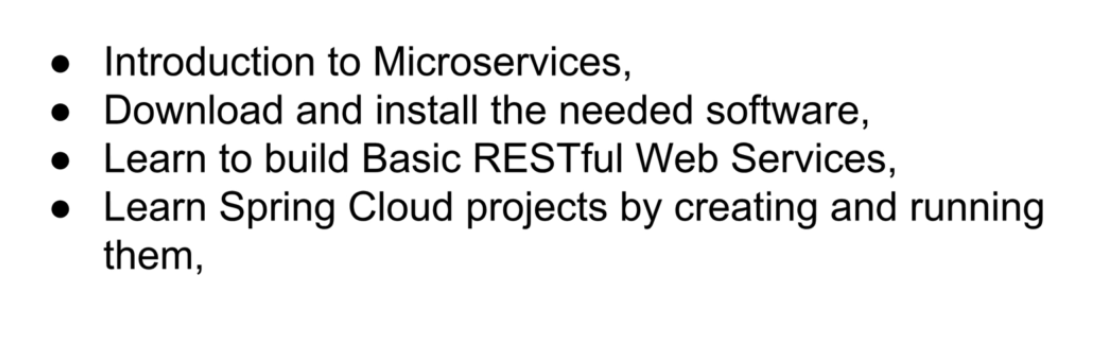 ● Introduction to Microservices,
● Download and install the needed software,
● Learn to build Basic RESTful Web Services,
● Learn Spring Cloud projects by creating and running
them,